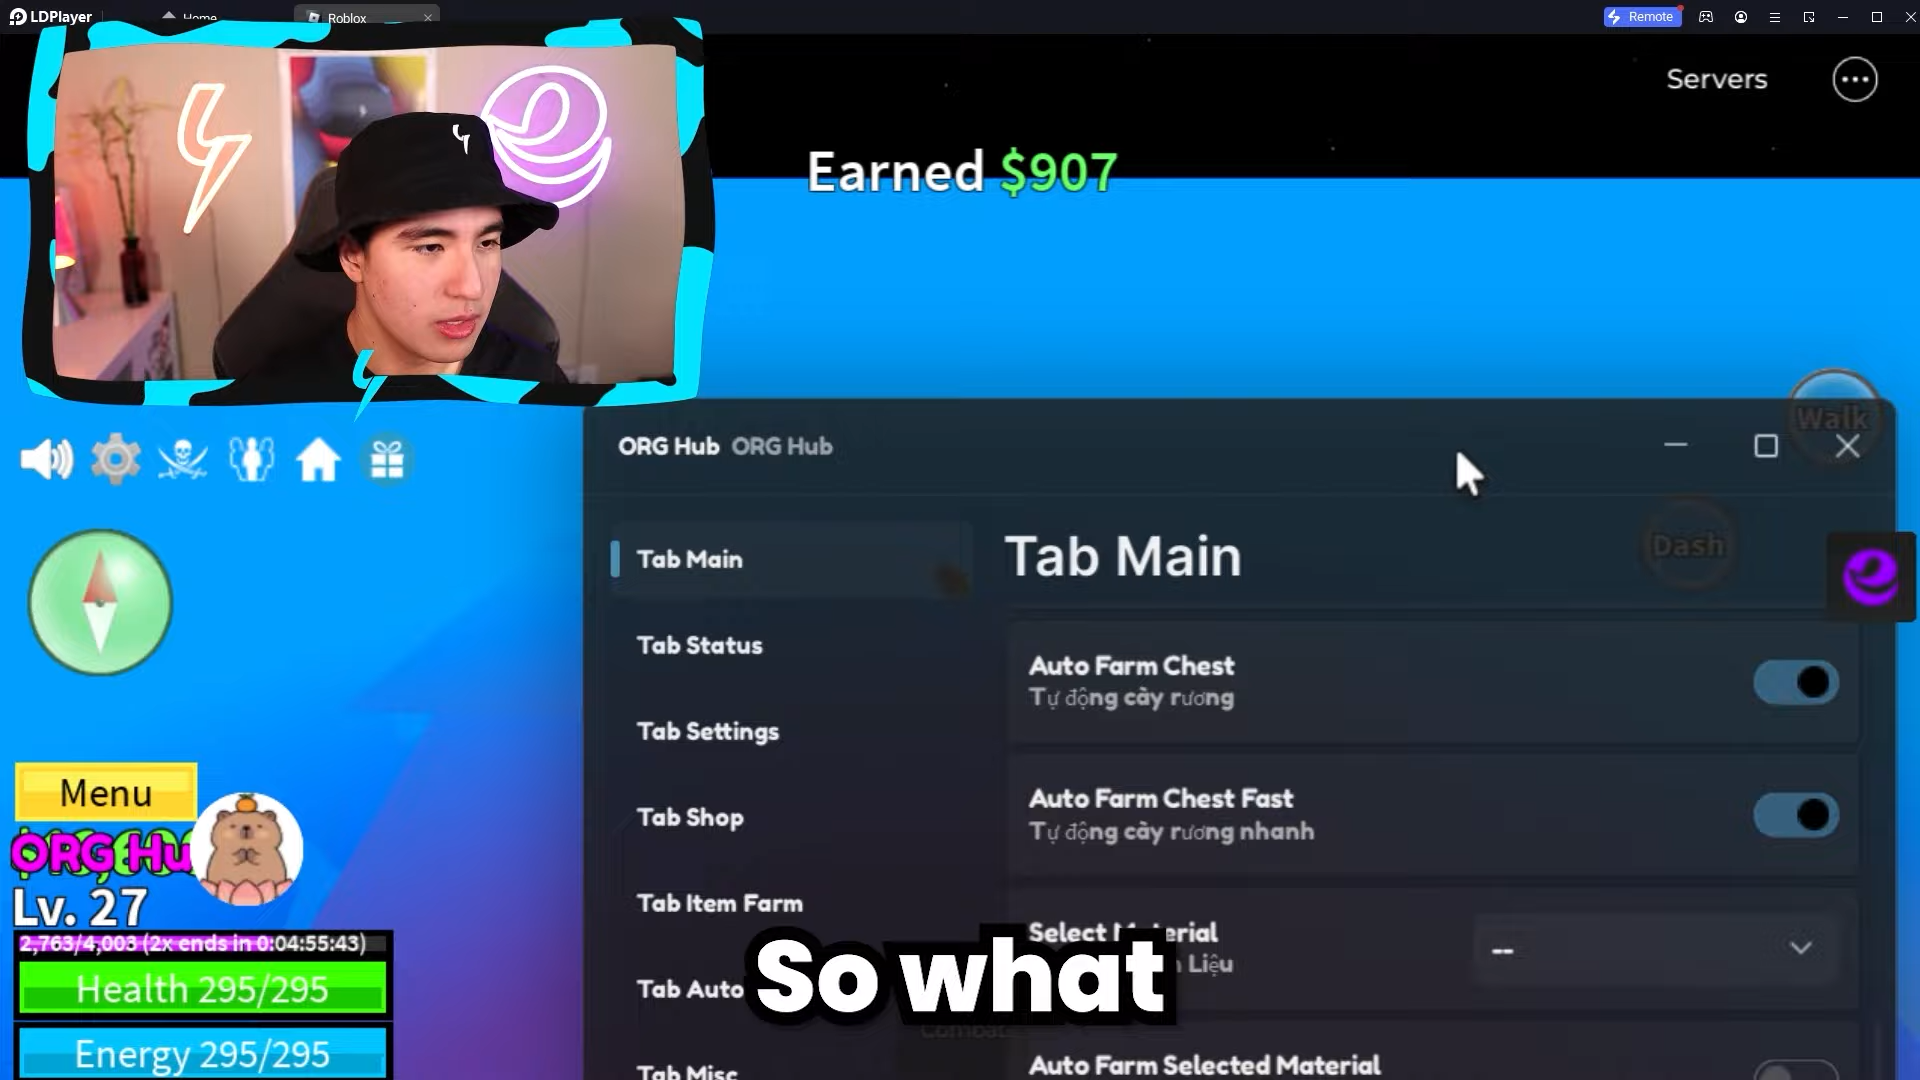 LDPlayer
Home
Roblox
Remote
Servers
Earned $907
Walk
ORG Hub ORG Hub
Tab Main
Tab Main
Dash
Tab Status
Auto Farm Chest
Tự động cày rương
Tab Settings
Auto Farm Chest Fast
Tự động cày rương nhanh
Menu
Tab Shop
ORG Hu
Lv. 27
Tab Item Farm
Select
--
Liệu
2,763/4,003 (2x ends in 0:04:55:43)
So what
Tab Auto
Health 295/295
Energy 295/295
Tab Misc
Auto Farm Selected Material